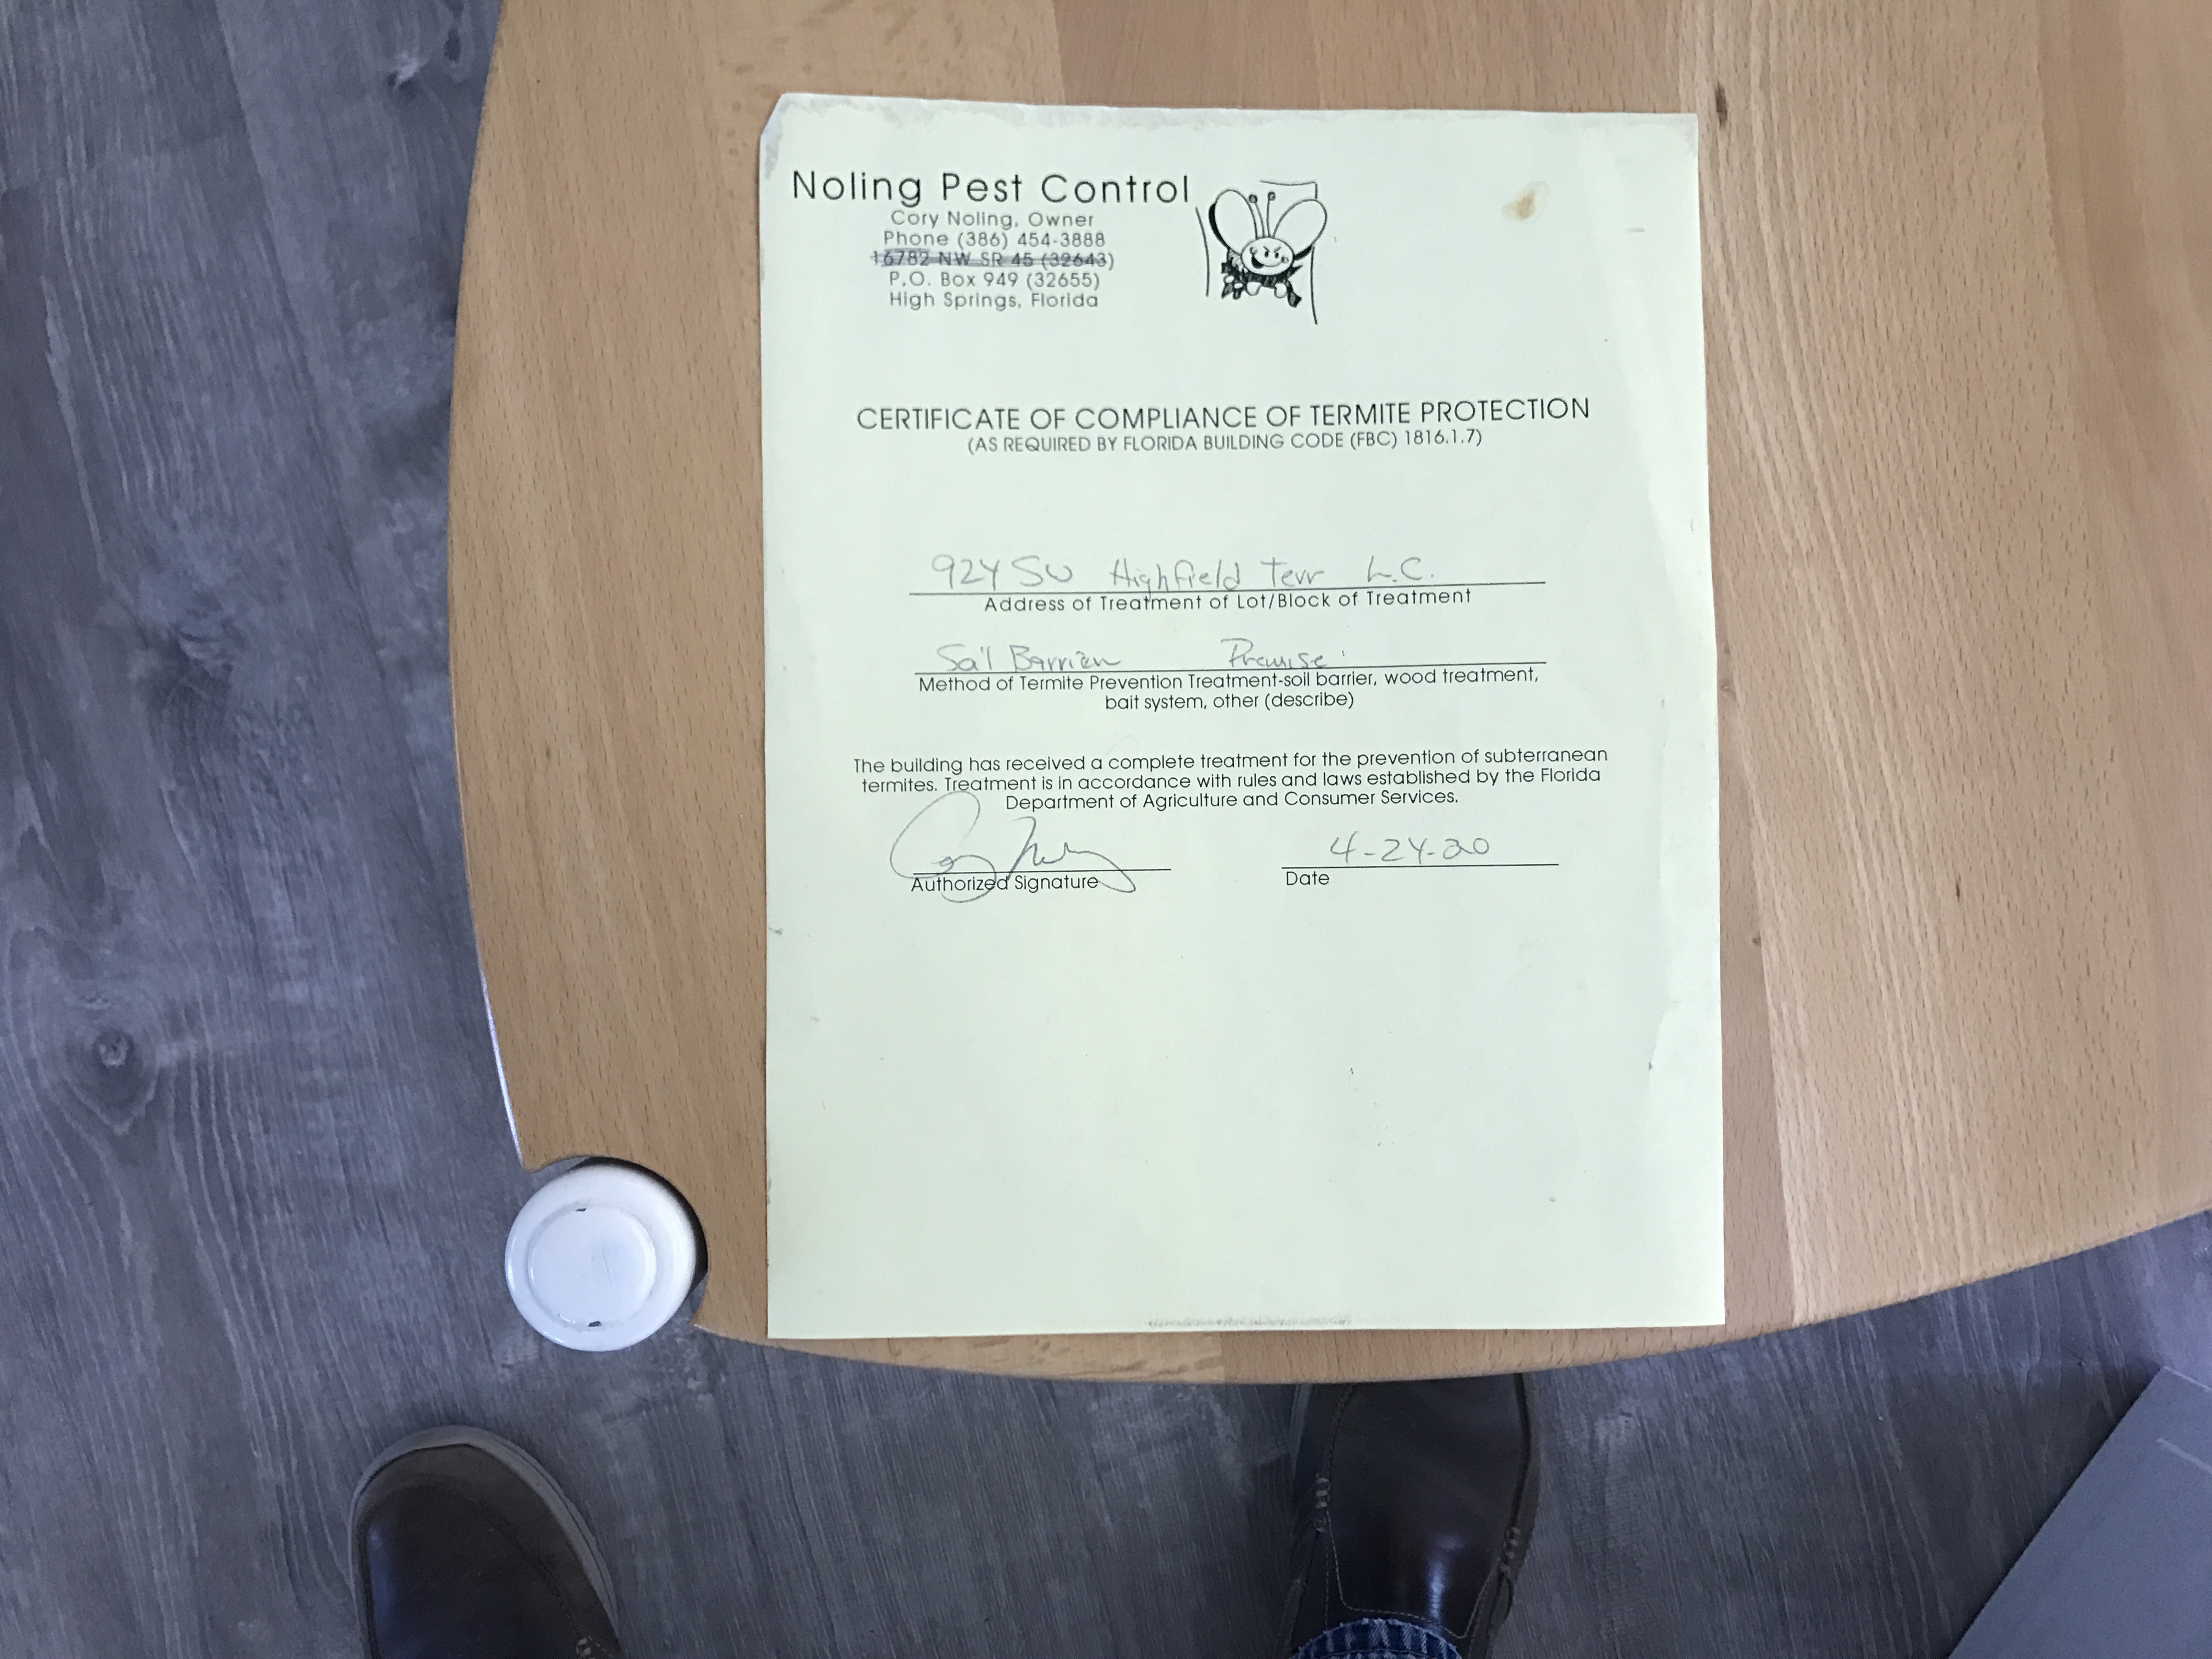 Noling Pest Control
Cory Noling, Owner
Phone (386) 454-3888
16782 NW SR 45 (32643)
P.O. Box 949 (32655)
High Springs, Florida
CERTIFICATE OF COMPLIANCE OF TERMITE PROTECTION
(AS REQUIRED BY FLORIDA BUILDING CODE (FBC) 1816.1.7)
924 SW Highfield Terr L.C.
Address of Treatment of Lot/Block of Treatment
Soil Barrier Premise
Method of Termite Prevention Treatment-soil barrier, wood treatment,
bait system, other (describe)
The building has received a complete treatment for the prevention of subterranean
termites. Treatment is in accordance with rules and laws established by the Florida
Department of Agriculture and Consumer Services.
4-24-20
Authorized Signature
Date